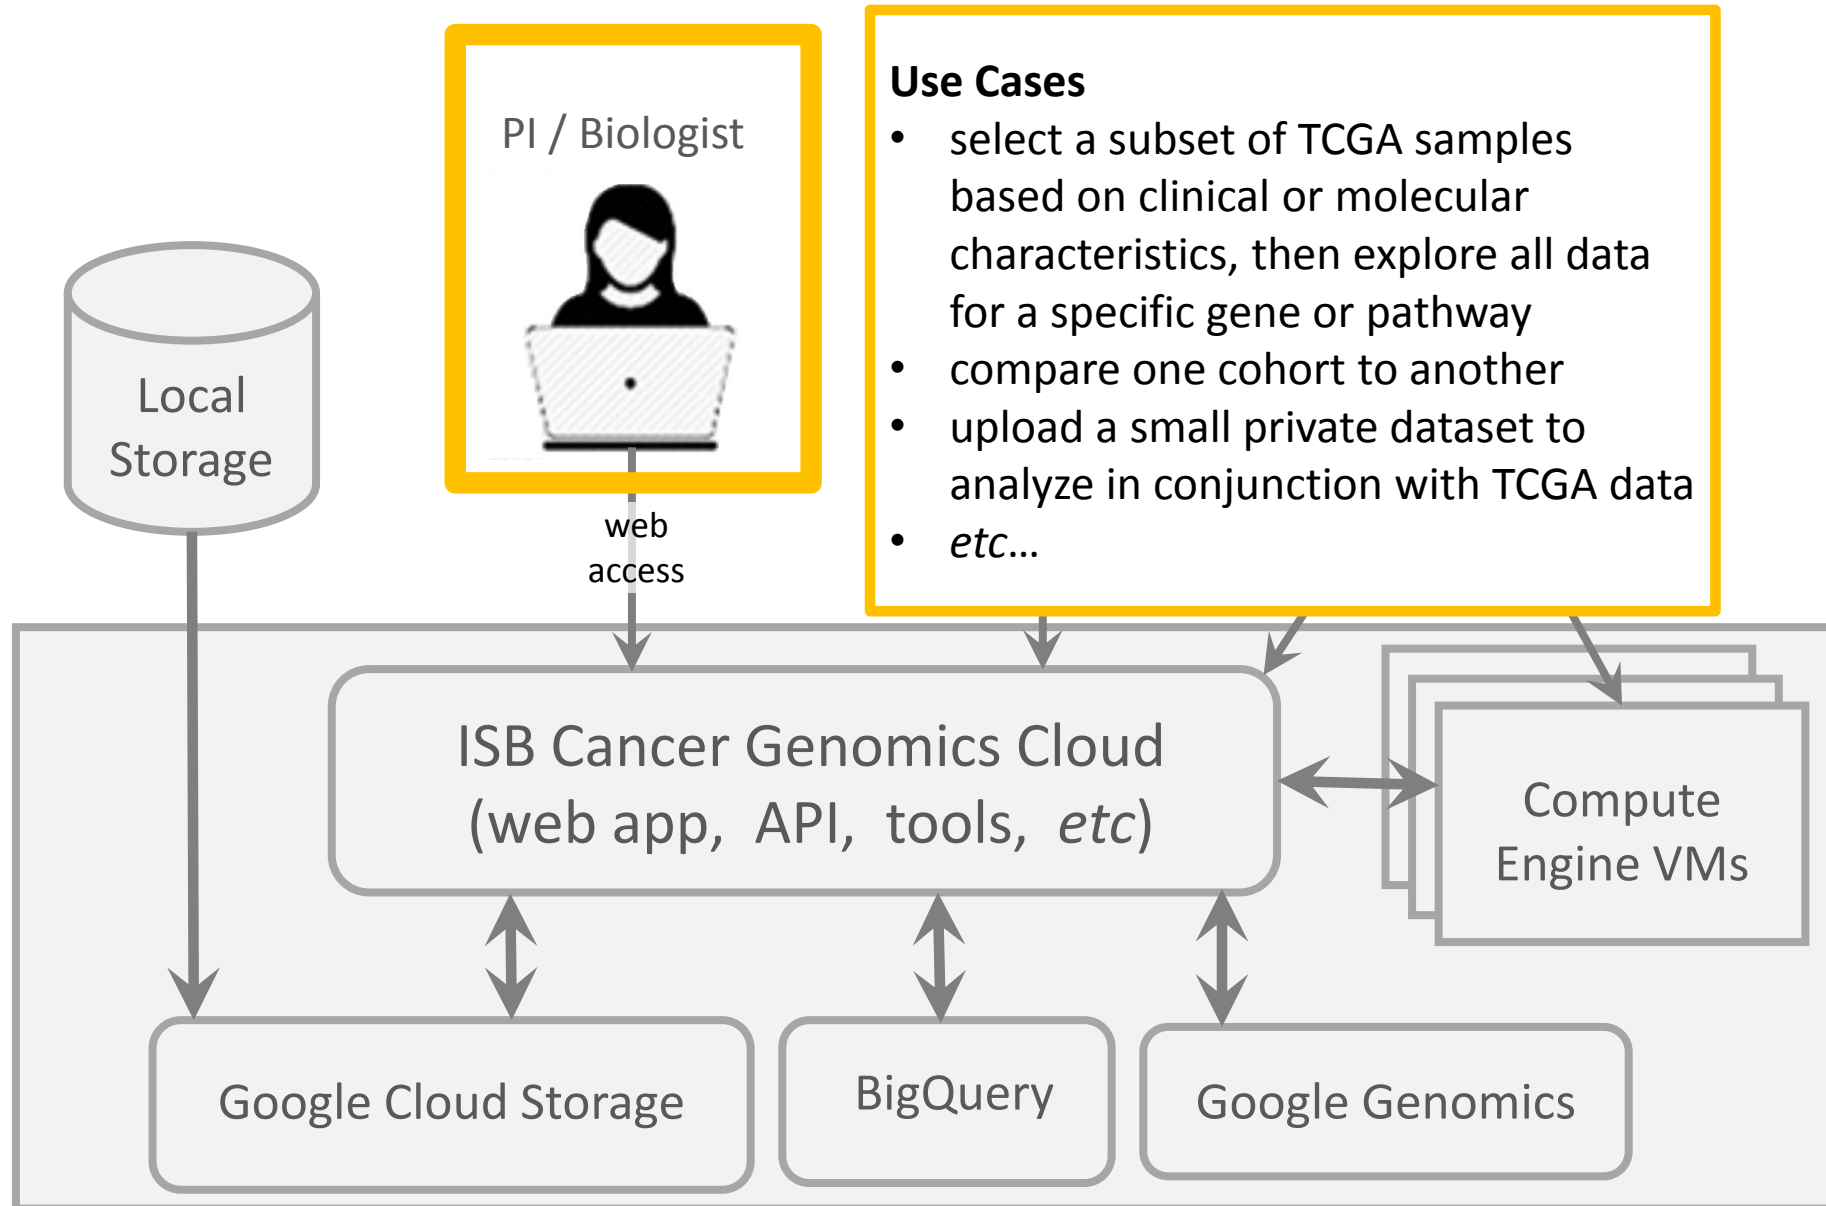 PI / Biologist
Use Cases
• select a subset of TCGA samples
based on clinical or molecular
characteristics, then explore all data
for a specific gene or pathway
• compare one cohort to another
• upload a small private dataset to
analyze in conjunction with TCGA data
• etc…
Local
Storage
web
access
ISB Cancer Genomics Cloud
(web app, API, tools, etc)
Compute
Engine VMs
Google Cloud Storage
BigQuery
Google Genomics